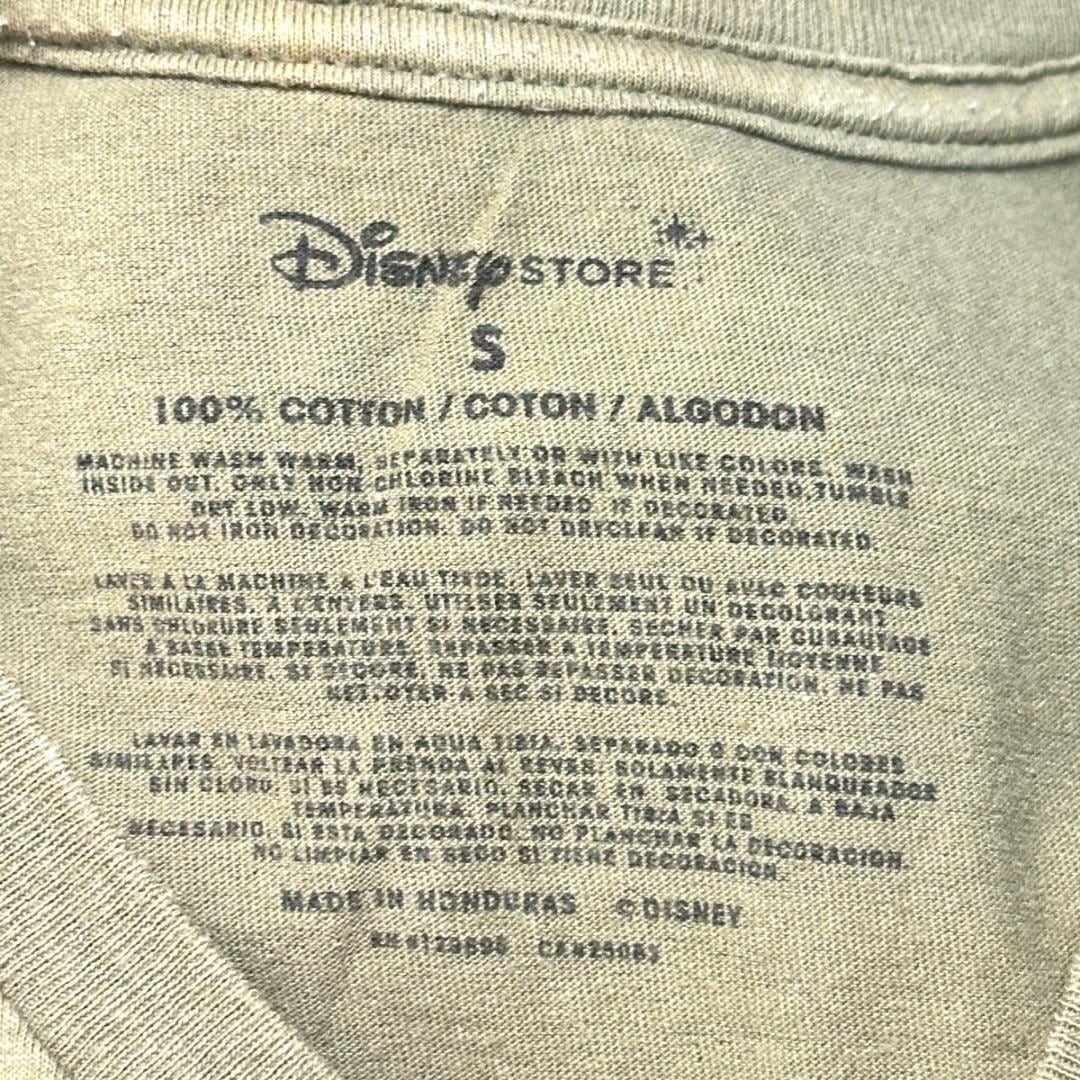 Disney STORE
S
100% COTTON / COTON / ALGODON
MACHINE WASH WARM, SEPARATELY OR WITH LIKE COLORS. WASH
INSIDE OUT. ONLY NON-CHLORINE BLEACH WHEN NEEDED. TUMBLE
DRY LOW. WARM IRON IF NEEDED IF DECORATED,
DO NOT IRON DECORATION. DO NOT DRYCLEAN IF DECORATED.
LAVER A LA MACHINE A L'EAU TIEDE. LAVER SEUL OU AVEC COULEURS
SIMILAIRES. A L'ENVERS. UTILSER SEULEMENT UN DECOLORANT
SANS CHLORURE SEULEMENT SI NECESSAIRE. SECHER PAR CUBAUTAGE
A BASSE TEMPERATURE. REPASSER A TEMPERATURE MOYENNE
SI NECESSAIRE. SI DECORE, NE PAS REPASSER DECORATION. NE PAS
NETOYER A SEC SI DECORE.
LAVAR EN LAVADORA EN AGUA TIBIA. SEPARADO O CON COLORES
SIMILARES. VOLTEAR LA PRENDA AL REVES. SOLAMENTE BLANQUEADOR
SIN CLORO. SI ES NECESARIO. SECAR EN SECADORA. A BAJA
TEMPERATURA. PLANCHAR TIBIA SI ES
NECESARIO. SI ESTA DECORADO. NO PLANCHAR LA DECORACION.
NO LIMPIAR EN SECO SI TIENE DECORACION.
MADE IN HONDURAS ©DISNEY